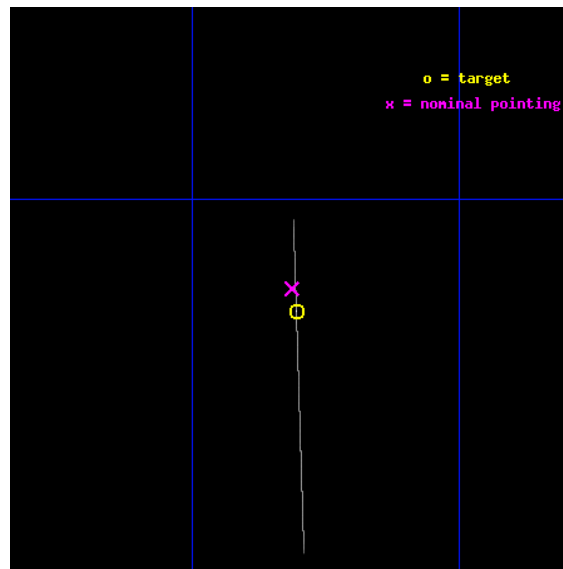 o = target
x = nominal pointing